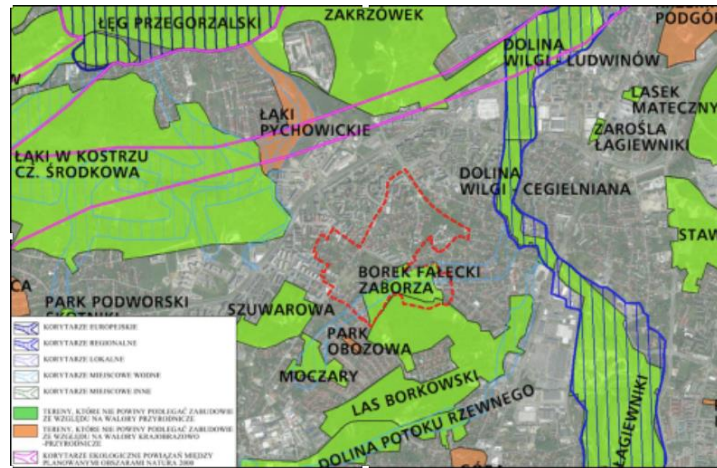 ŁĘG PRZEGORZALSKI
ZAKRZÓWEK
PODGÓ
DOLINA
WILGI - LUDWINÓW
W
LASEK
MATECZNY
ŁĄKI
PYCHOWICKIE
ZAROŚLA
ŁAGIEWNIKI
ŁĄKI W KOSTRZU
CZ. ŚRODKOWA
DOLINA
WILGI - CEGIELNIANA
STAW
BOREK FAŁĘCKI
ZABORZA
CA
PARK PODWORSKI
SKOTNIKI
SZUWAROWA
PARK
OBOZOWA
MOCZARY
LAS BORKOWSKI
DOLINA POTOKU RZEWNEGO
ŁAGIEWNIKI
KORYTARZE EUROPEJSKIE
KORYTARZE REGIONALNE
KORYTARZE LOKALNE
KORYTARZE MIEJSCOWE WODNE
KORYTARZE MIEJSCOWE INNE
TERENY, KTÓRE NIE POWINY PODLEGAĆ ZABUDOWIE
ZE WZGLĘDU NA WALORY PRZYRODNICZE
TERENY, KTÓRE NIE POWINY PODLEGAĆ ZABUDOWIE
ZE WZGLĘDU NA WALORY KRAJOBRAZOWO
-PRZYRODNICZE
KORYTARZE EKOLOGICZNE POWIĄZAŃ MIĘDZY
PLANOWANYMI OBSZARAMI NATURA 2000